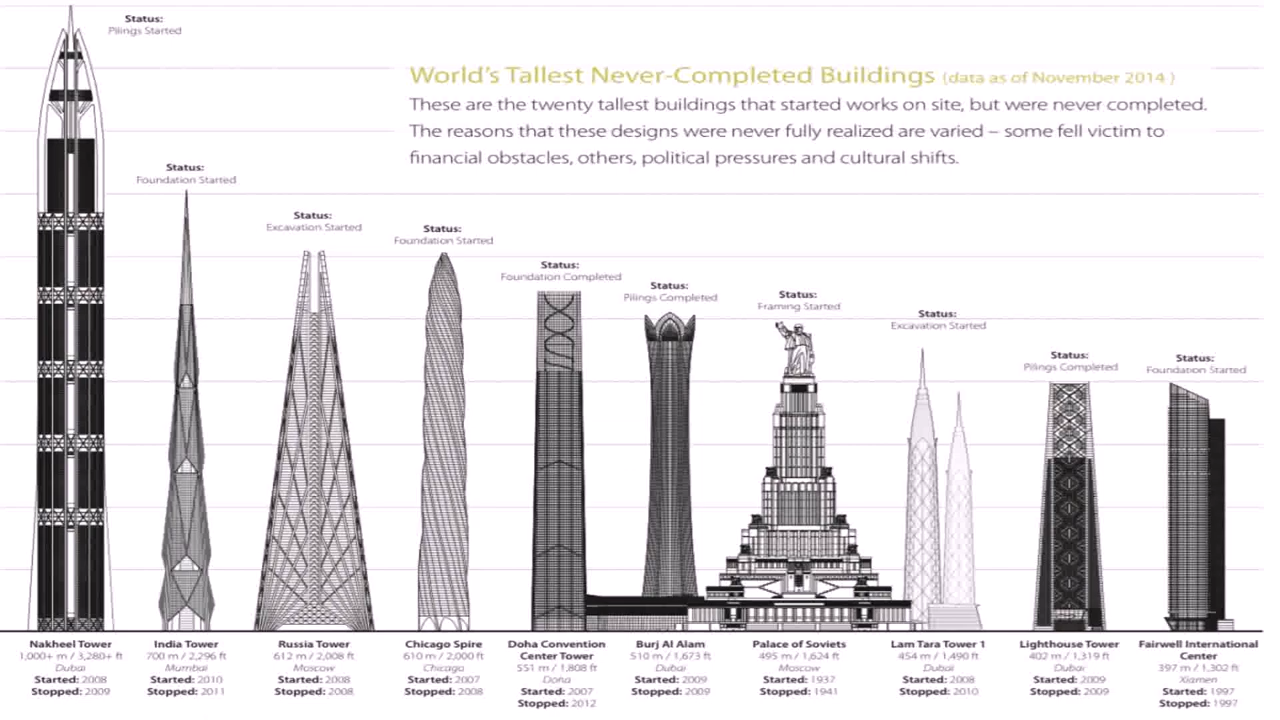 Status:
Pilings Started
World's Tallest Never-Completed Buildings (data as of November 2014 )
These are the twenty tallest buildings that started works on site, but were never completed.
The reasons that these designs were never fully realized are varied – some fell victim to
financial obstacles, others, political pressures and cultural shifts.
Status:
Foundation Started
Status:
Excavation Started
Status:
Foundation Started
Status:
Foundation Completed
Status:
Pilings Completed
Status:
Framing Started
Status:
Excavation Started
Status:
Pilings Completed
Status:
Foundation Started
Nakheel Tower
1,000+ m / 3,280+ ft
Dubai
Started: 2008
Stopped: 2009
India Tower
700 m / 2,296 ft
Mumbai
Started: 2010
Stopped: 2011
Russia Tower
612 m / 2,008 ft
Moscow
Started: 2008
Stopped: 2008
Chicago Spire
610 m / 2,000 ft
Chicago
Started: 2007
Stopped: 2008
Doha Convention
Center Tower
551 m / 1,808 ft
Doha
Started: 2007
Stopped: 2012
Burj Al Alam
510 m / 1,673 ft
Dubai
Started: 2009
Stopped: 2009
Palace of Soviets
495 m / 1,624 ft
Moscow
Started: 1937
Stopped: 1941
Lam Tara Tower 1
454 m / 1,490 ft
Dubai
Started: 2008
Stopped: 2010
Lighthouse Tower
402 m / 1,319 ft
Dubai
Started: 2009
Stopped: 2009
Fairwell International
Center
397 m / 1,302 ft
Xiamen
Started: 1997
Stopped: 1997